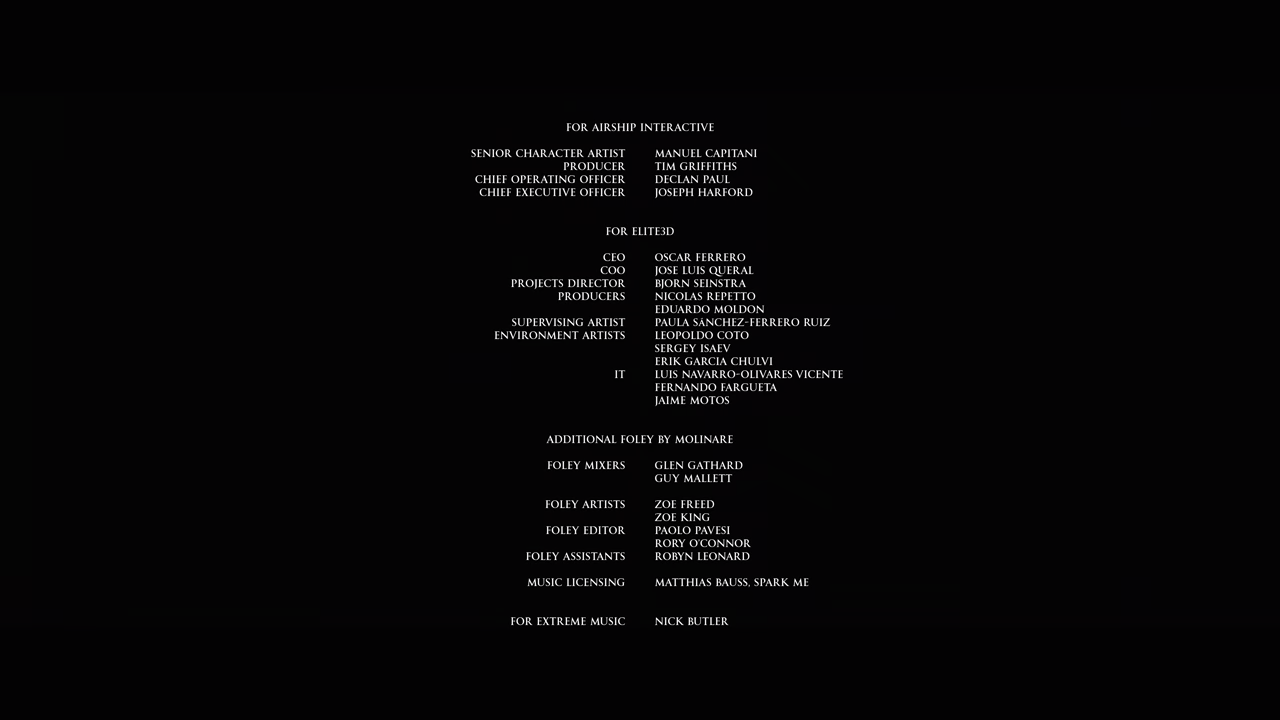 FOR AIRSHIP INTERACTIVE
SENIOR CHARACTER ARTIST MANUEL CAPITANI
PRODUCER TIM GRIFFITHS
CHIEF OPERATING OFFICER DECLAN PAUL
CHIEF EXECUTIVE OFFICER JOSEPH HARFORD
FOR ELITE3D
CEO OSCAR FERRERO
COO JOSE LUIS QUERAL
PROJECTS DIRECTOR BJORN SEINSTRA
PRODUCERS NICOLAS REPETTO
EDUARDO MOLDON
SUPERVISING ARTIST PAULA SÁNCHEZ-FERRERO RUIZ
ENVIRONMENT ARTISTS LEOPOLDO COTO
SERGEY ISAEV
ERIK GARCIA CHULVI
IT LUIS NAVARRO-OLIVARES VICENTE
FERNANDO FARGUETA
JAIME MOTOS
ADDITIONAL FOLEY BY MOLINARE
FOLEY MIXERS GLEN GATHARD
GUY MALLETT
FOLEY ARTISTS ZOE FREED
ZOE KING
FOLEY EDITOR PAOLO PAVESI
RORY O'CONNOR
FOLEY ASSISTANTS ROBYN LEONARD
MUSIC LICENSING MATTHIAS BAUSS, SPARK ME
FOR EXTREME MUSIC NICK BUTLER